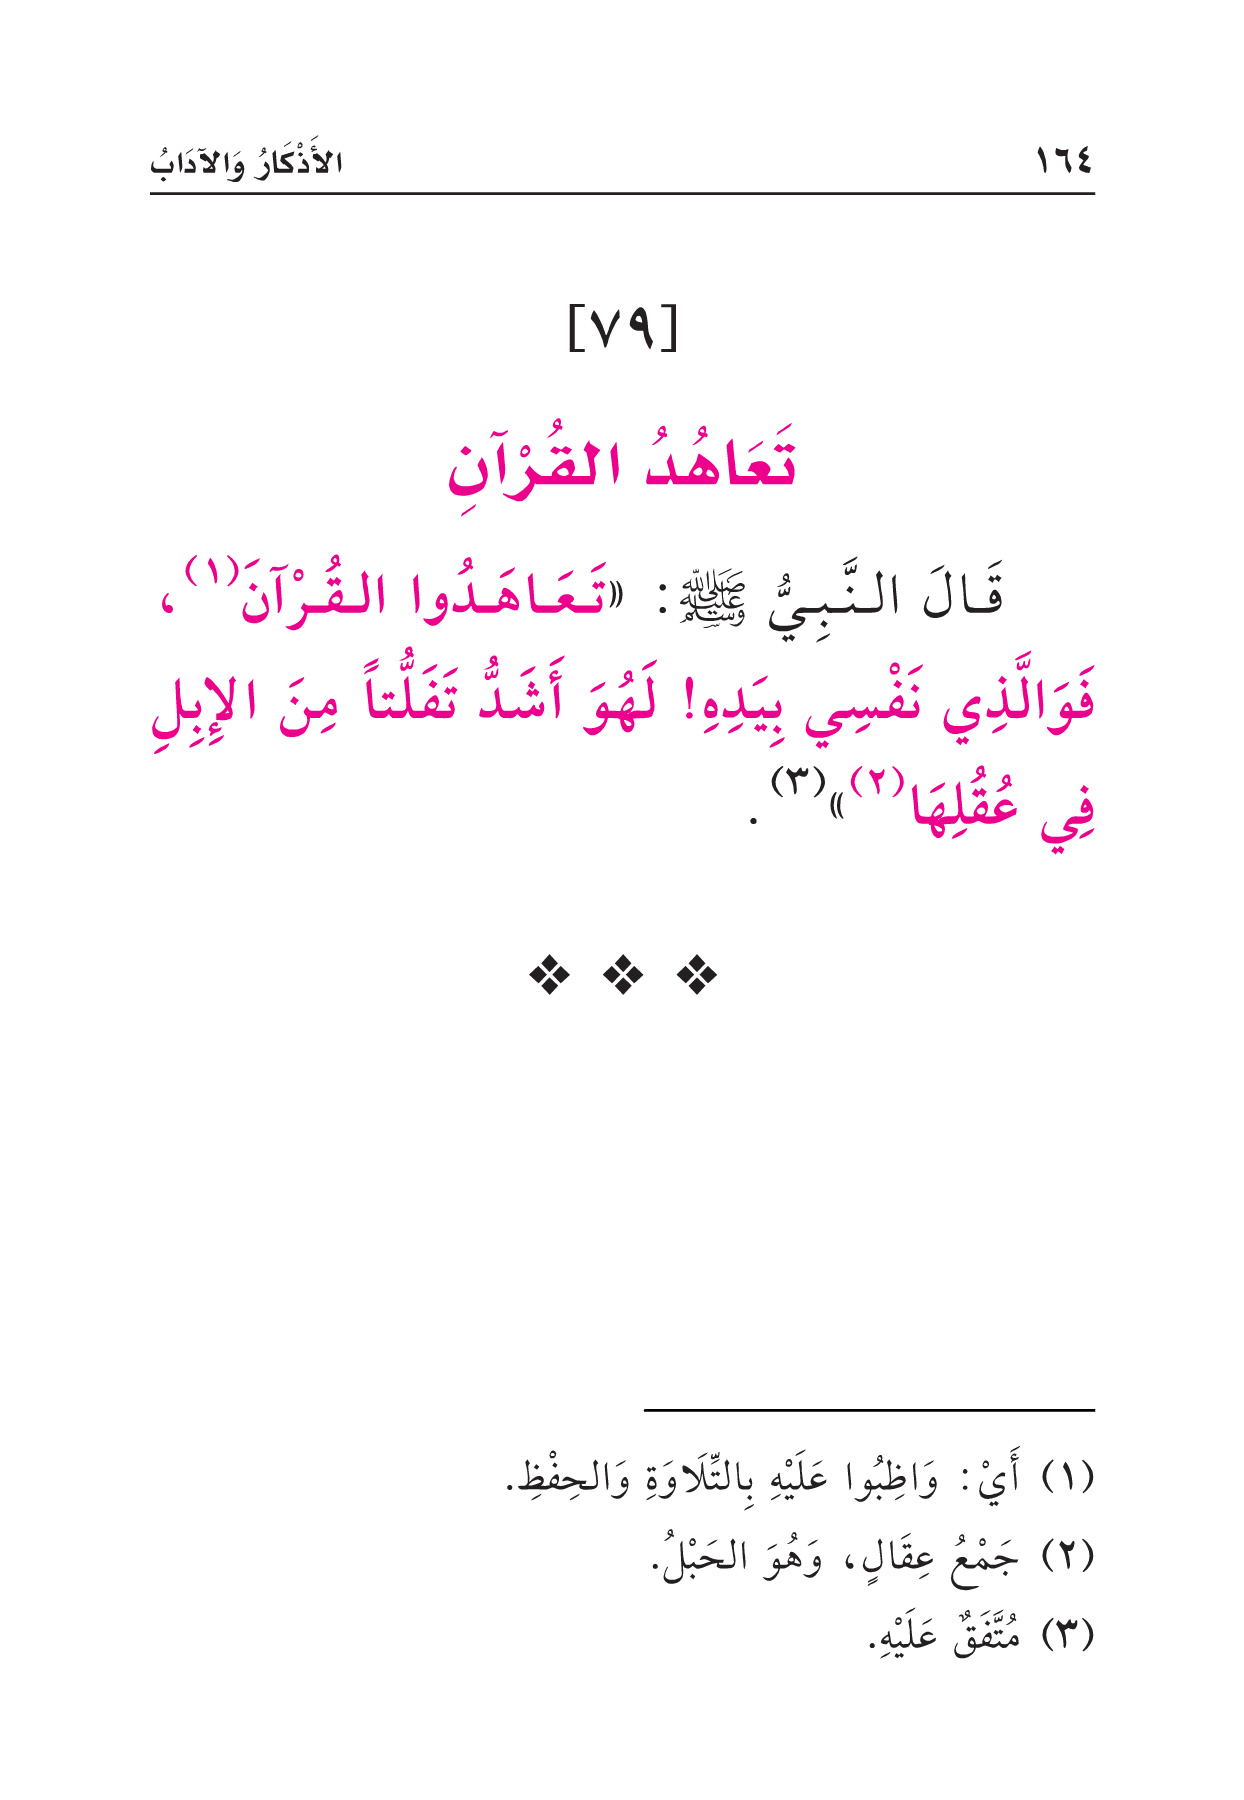 ١٦٤ الأَذْكَارُ وَالآدَابُ
[٧٩]
تَعَاهُدُ القُرْآنِ
قَالَ النَّبِيُّ ﷺ: «تَعَاهَدُوا القُرْآنَ(١)،
فَوَالَّذِي نَفْسِي بِيَدِهِ! لَهُوَ أَشَدُّ تَفَلُّتاً مِنَ الإِبِلِ
فِي عُقُلِهَا(٢)»(٣).
(١) أَيْ: وَاظِبُوا عَلَيْهِ بِالتِّلَاوَةِ وَالحِفْظِ.
(٢) جَمْعُ عِقَالٍ، وَهُوَ الحَبْلُ.
(٣) مُتَّفَقٌ عَلَيْهِ.